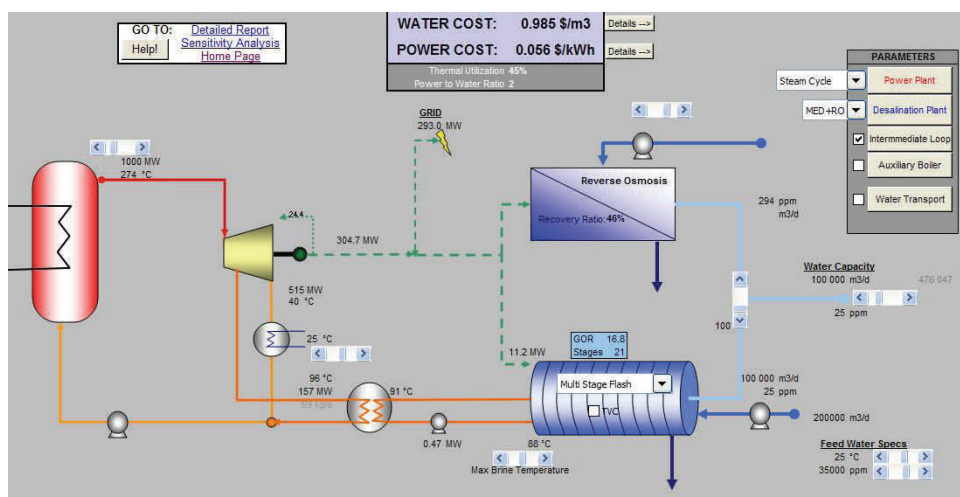 GO TO:
Detailed Report
Sensitivity Analysis
Home Page
Help!
WATER COST: 0.985 $/m3
Details -->
POWER COST: 0.056 $/kWh
Details -->
Thermal Utilization 45%
Power to Water Ratio 2
PARAMETERS
Steam Cycle
Power Plant
MED+RO
Desalination Plant
Intermmediate Loop
Auxiliary Boiler
Water Transport
GRID
293.0 MW
1000 MW
274 °C
24.4
304.7 MW
Reverse Osmosis
Recovery Ratio: 46%
294 ppm
m3/d
Water Capacity
100 000 m3/d
476 047
25 ppm
515 MW
40 °C
25 °C
100
GOR 16.8
Stages 21
11.2 MW
96 °C
157 MW
69 kg/s
91 °C
Multi Stage Flash
TVC
100 000 m3/d
25 ppm
200000 m3/d
0.47 MW
88 °C
Max Brine Temperature
Feed Water Specs
25 °C
35000 ppm